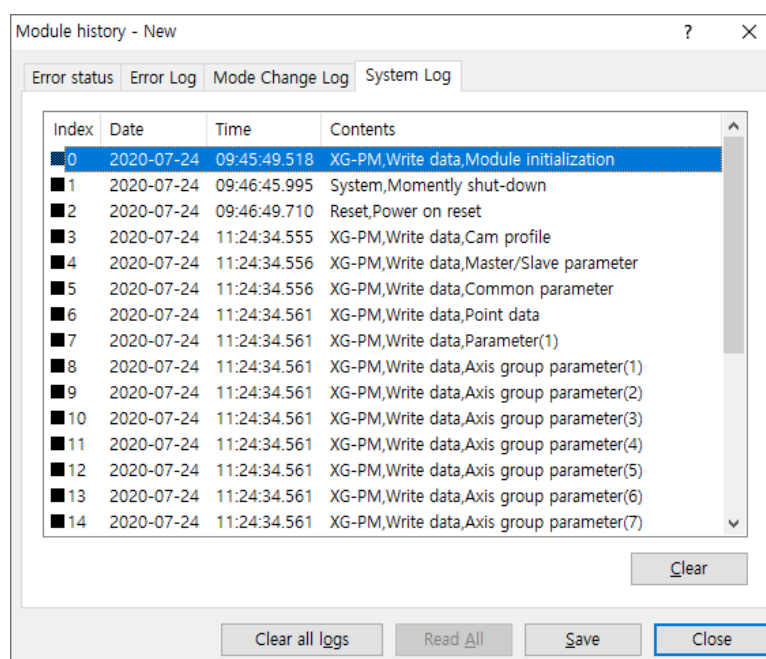 Module history - New ? ×
Error status Error Log Mode Change Log System Log
Index Date Time Contents
0 2020-07-24 09:45:49.518 XG-PM,Write data,Module initialization
1 2020-07-24 09:46:45.995 System,Momently shut-down
2 2020-07-24 09:46:49.710 Reset,Power on reset
3 2020-07-24 11:24:34.555 XG-PM,Write data,Cam profile
4 2020-07-24 11:24:34.556 XG-PM,Write data,Master/Slave parameter
5 2020-07-24 11:24:34.556 XG-PM,Write data,Common parameter
6 2020-07-24 11:24:34.561 XG-PM,Write data,Point data
7 2020-07-24 11:24:34.561 XG-PM,Write data,Parameter(1)
8 2020-07-24 11:24:34.561 XG-PM,Write data,Axis group parameter(1)
9 2020-07-24 11:24:34.561 XG-PM,Write data,Axis group parameter(2)
10 2020-07-24 11:24:34.561 XG-PM,Write data,Axis group parameter(3)
11 2020-07-24 11:24:34.561 XG-PM,Write data,Axis group parameter(4)
12 2020-07-24 11:24:34.561 XG-PM,Write data,Axis group parameter(5)
13 2020-07-24 11:24:34.561 XG-PM,Write data,Axis group parameter(6)
14 2020-07-24 11:24:34.561 XG-PM,Write data,Axis group parameter(7)
Clear
Clear all logs Read All Save Close